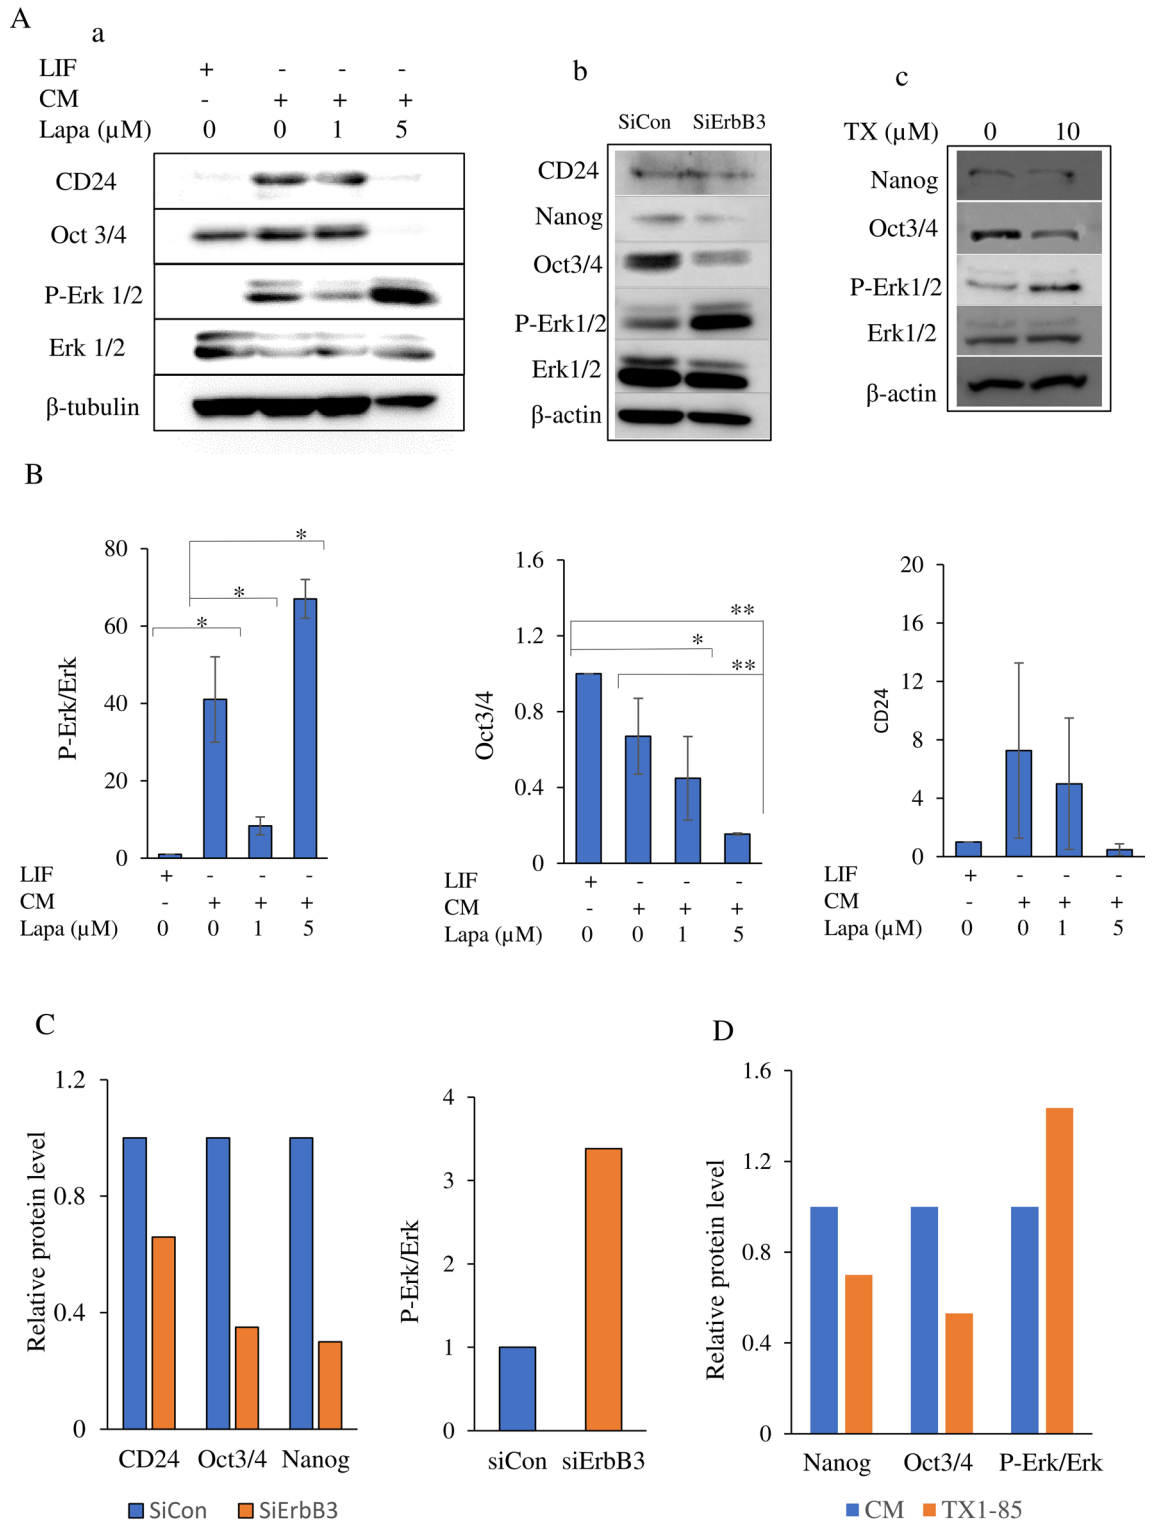 A
a
LIF + - - -
CM - + + +
Lapa (µM) 0 0 1 5
CD24
Oct 3/4
P-Erk 1/2
Erk 1/2
β-tubulin
b
SiCon SiErbB3
CD24
Nanog
Oct3/4
P-Erk1/2
Erk1/2
β-actin
c
TX (µM) 0 10
Nanog
Oct3/4
P-Erk1/2
Erk1/2
β-actin
B
P-Erk/Erk
80
60
40
20
0
*
*
*
LIF + - - -
CM - + + +
Lapa (µM) 0 0 1 5
Oct3/4
1.6
1.2
0.8
0.4
0
**
*
**
LIF + - - -
CM - + + +
Lapa (µM) 0 0 1 5
CD24
20
16
12
8
4
0
LIF + - - -
CM - + + +
Lapa (µM) 0 0 1 5
C
Relative protein level
1.2
0.8
0.4
0
CD24 Oct3/4 Nanog
SiCon SiErbB3
P-Erk/Erk
4
3
2
1
0
siCon siErbB3
D
Relative protein level
1.6
1.2
0.8
0.4
0
Nanog Oct3/4 P-Erk/Erk
CM TX1-85